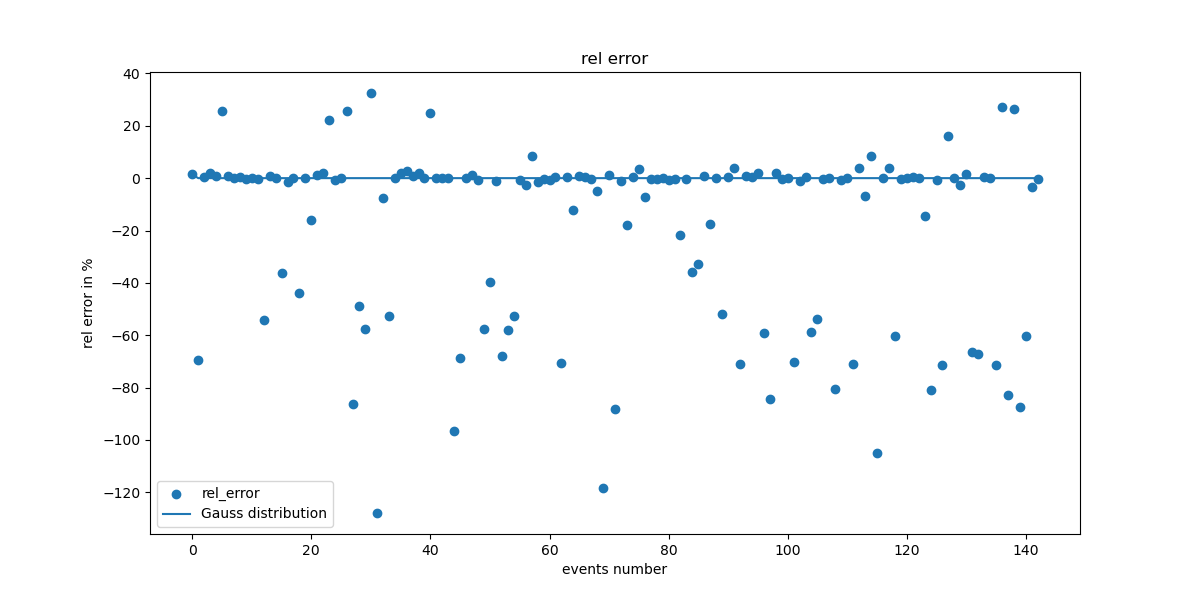 rel error
40
20
0
−20
−40
−60
−80
−100
−120
rel error in %
rel_error
Gauss distribution
0 20 40 60 80 100 120 140
events number